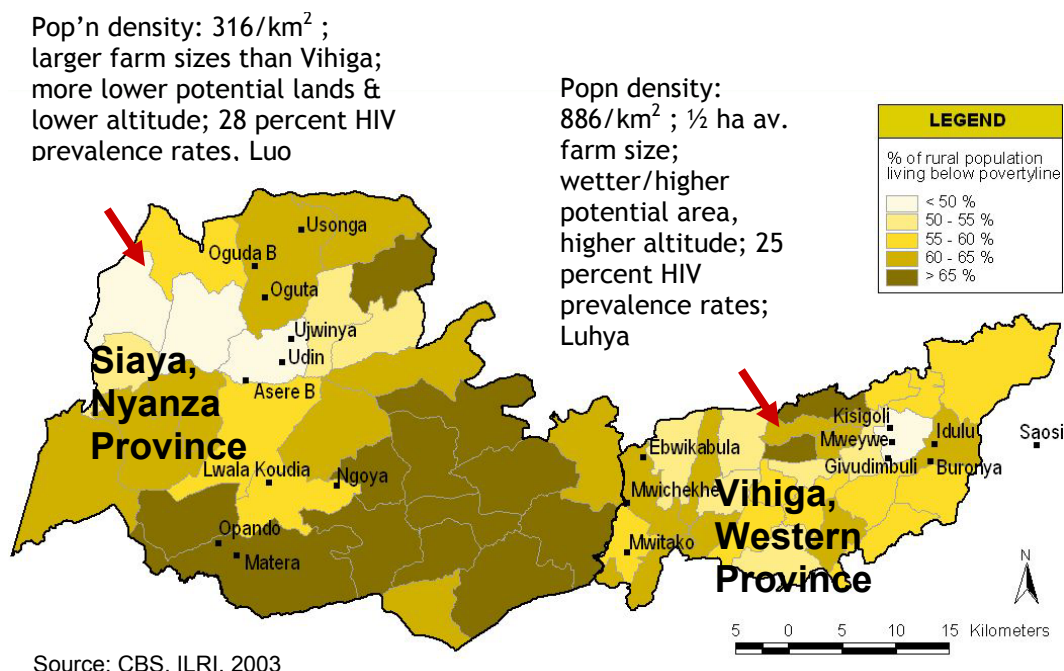 Pop'n density: 316/km² ;
larger farm sizes than Vihiga;
more lower potential lands &
lower altitude; 28 percent HIV
prevalence rates. Luo
Popn density:
886/km² ; ½ ha av.
farm size;
wetter/higher
potential area,
higher altitude; 25
percent HIV
prevalence rates;
Luhya
LEGEND
% of rural population
living below povertyline
< 50 %
50 - 55 %
55 - 60 %
60 - 65 %
> 65 %
Usonga
Oguda B
Oguta
Ujwinya
Udin
Asere B
Siaya,
Nyanza
Province
Lwala Koudia
Ngoya
Opando
Matera
Ebwikabula
Mwichekhe
Mwitako
Kisigoli
Mweywe
Givudimbuli
Idulu
Buronya
Saosi
Vihiga,
Western
Province
N
5 0 5 10 15 Kilometers
Source: CBS, ILRI, 2003